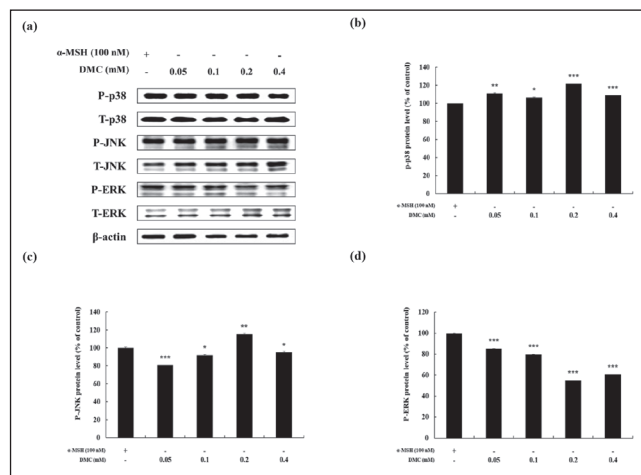 (a)
α-MSH (100 nM) + - - - -
DMC (mM) - 0.05 0.1 0.2 0.4
P-p38
T-p38
P-JNK
T-JNK
P-ERK
T-ERK
β-actin
(b)
p-p38 protein level (% of control)
140
120
100
80
60
40
20
0
** * *** ***
α-MSH (100 nM) + - - - -
DMC (mM) - 0.05 0.1 0.2 0.4
(c)
P-JNK protein level (% of control)
140
120
100
80
60
40
20
0
*** * ** *
α-MSH (100 nM) + - - - -
DMC (mM) - 0.05 0.1 0.2 0.4
(d)
P-ERK protein level (% of control)
120
100
80
60
40
20
0
*** *** *** ***
α-MSH (100 nM) + - - - -
DMC (mM) - 0.05 0.1 0.2 0.4